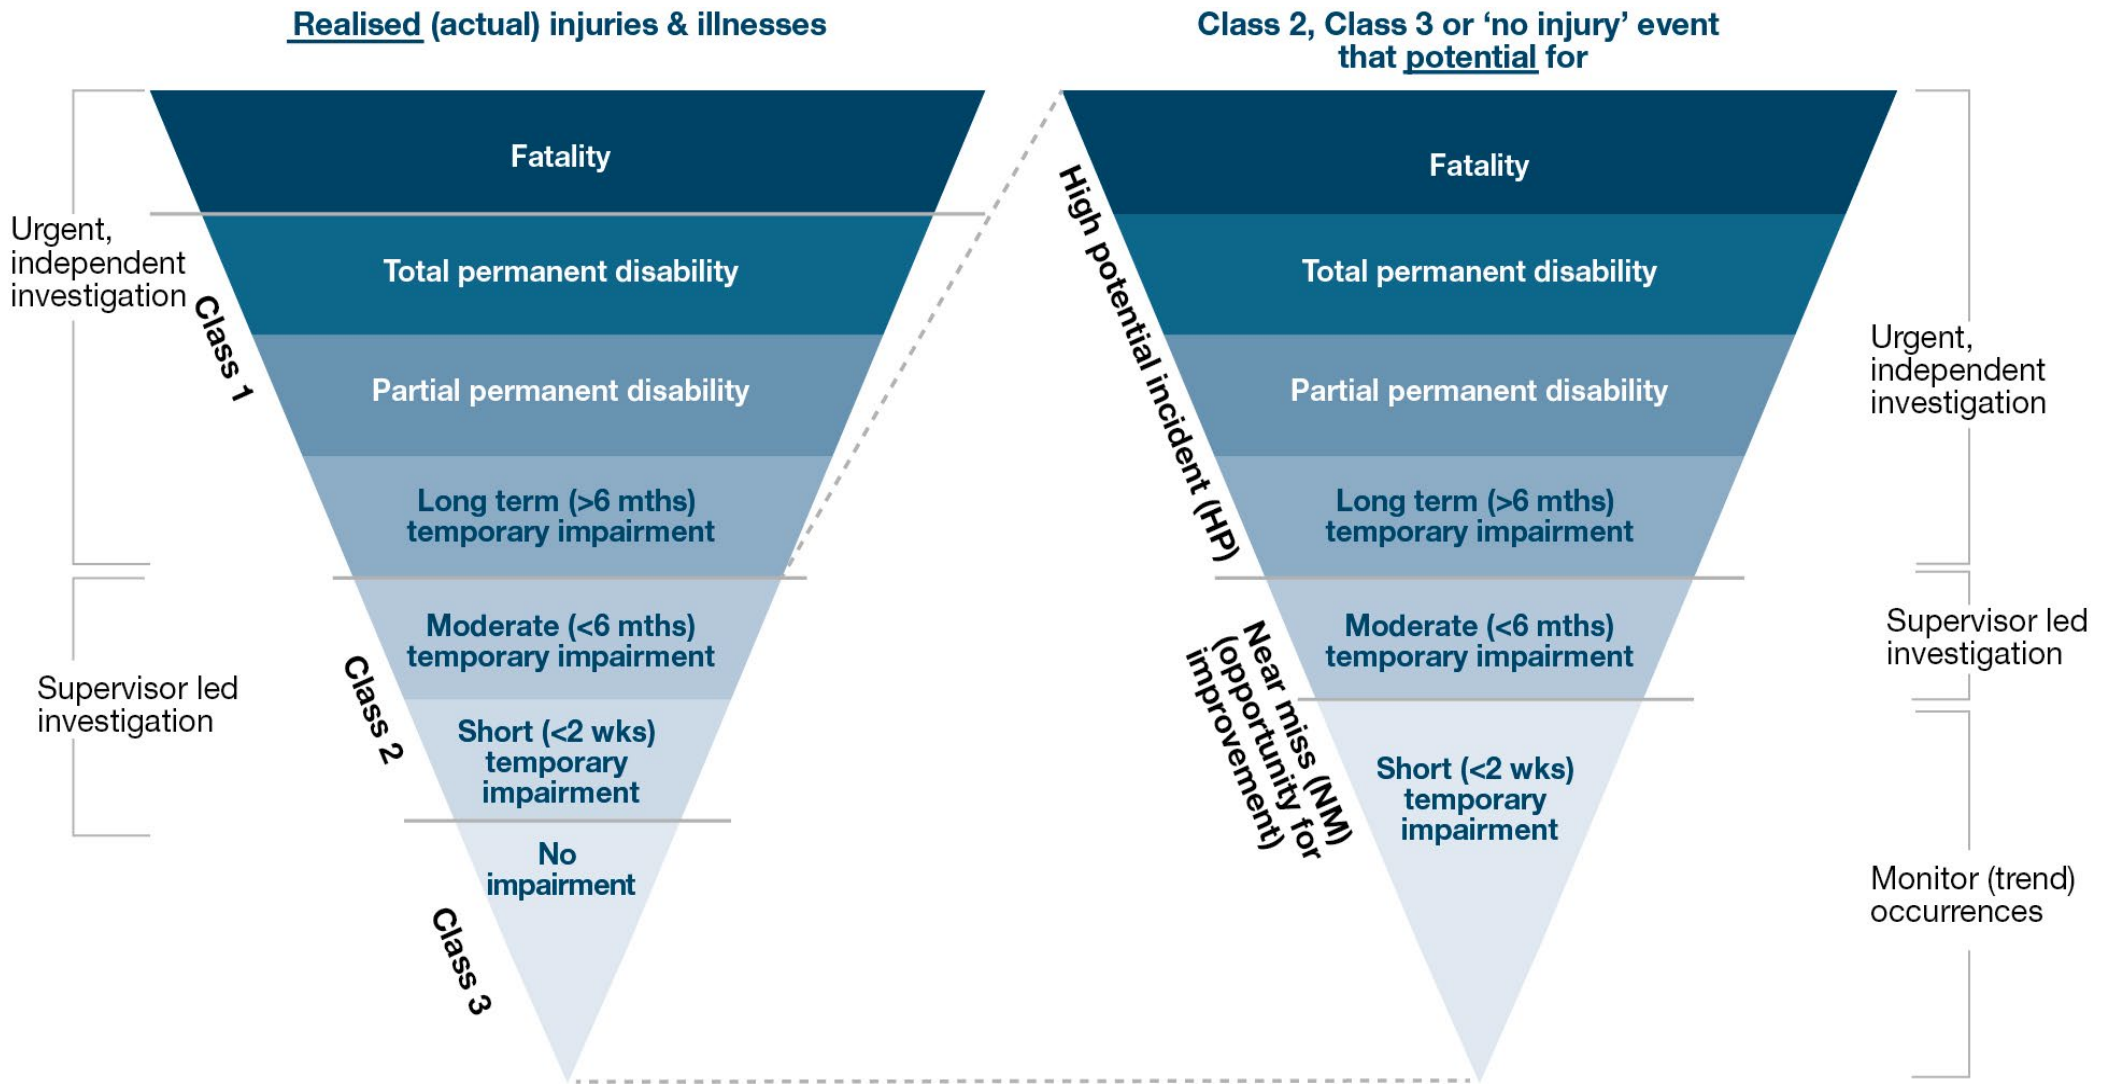 Realised (actual) injuries & illnesses
Urgent,
independent
investigation
Supervisor led
investigation
Class 1
Class 2
Class 3
Fatality
Total permanent disability
Partial permanent disability
Long term (>6 mths)
temporary impairment
Moderate (<6 mths)
temporary impairment
Short (<2 wks)
temporary
impairment
No
impairment
Class 2, Class 3 or ‘no injury’ event
that potential for
High potential incident (HP)
Near miss (NM)
(opportunity for
improvement)
Fatality
Total permanent disability
Partial permanent disability
Long term (>6 mths)
temporary impairment
Moderate (<6 mths)
temporary impairment
Short (<2 wks)
temporary
impairment
Urgent,
independent
investigation
Supervisor led
investigation
Monitor (trend)
occurrences